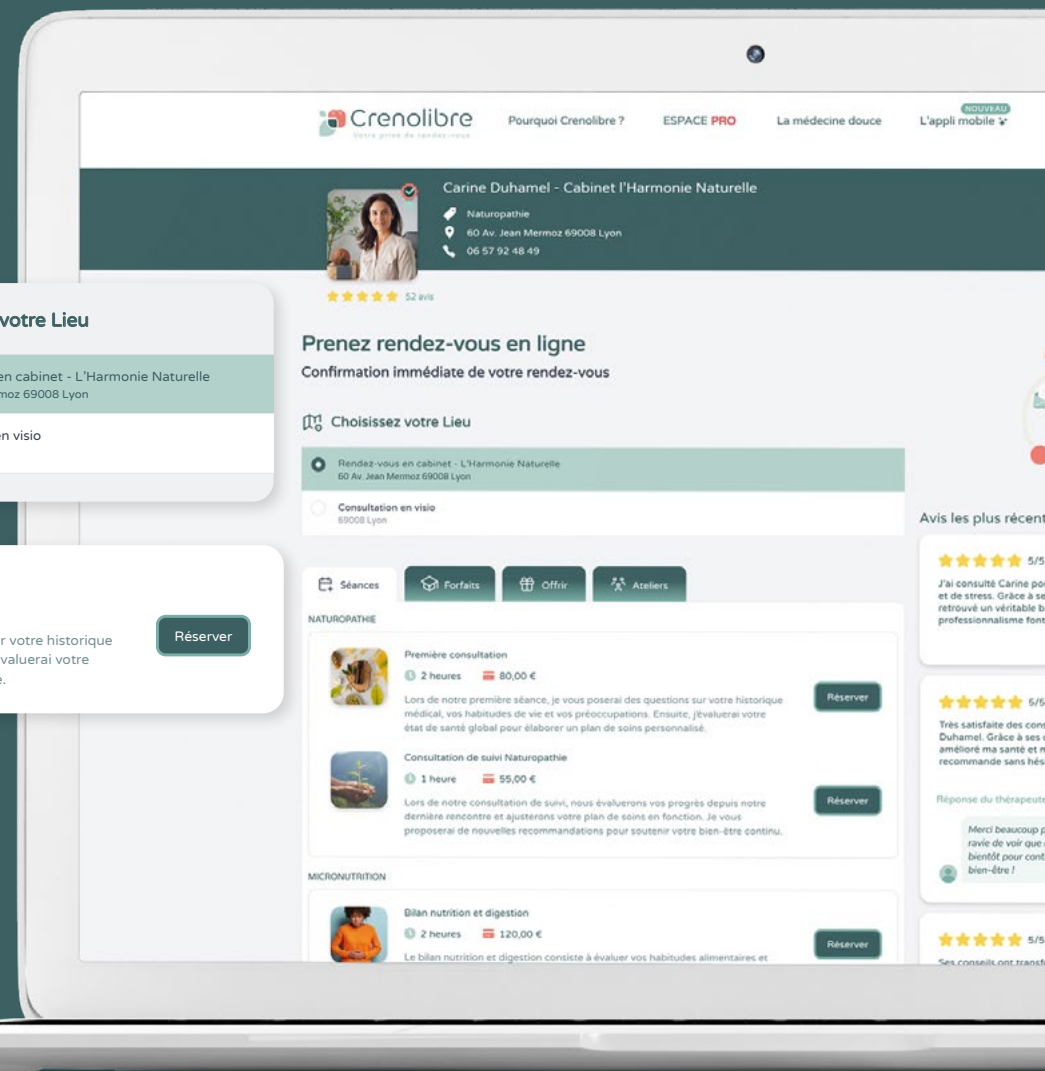 Crenolibre
Votre prise de rendez-vous
Pourquoi Crenolibre ?
ESPACE PRO
La médecine douce
NOUVEAU
L'appli mobile
Carine Duhamel - Cabinet l'Harmonie Naturelle
Naturopathie
60 Av. Jean Mermoz 69008 Lyon
06 57 92 48 49
52 avis
votre Lieu
en cabinet - L'Harmonie Naturelle
moz 69008 Lyon
en visio
r votre historique
valuerai votre
é.
Réserver
Prenez rendez-vous en ligne
Confirmation immédiate de votre rendez-vous
Choisissez votre Lieu
Rendez-vous en cabinet - L'Harmonie Naturelle
60 Av. Jean Mermoz 69008 Lyon
Consultation en visio
69008 Lyon
Séances
Forfaits
Offrir
Ateliers
NATUROPATHIE
Première consultation
2 heures 80,00 €
Lors de notre première séance, je vous poserai des questions sur votre historique
médical, vos habitudes de vie et vos préoccupations. Ensuite, j'évaluerai votre
état de santé global pour élaborer un plan de soins personnalisé.
Réserver
Consultation de suivi Naturopathie
1 heure 55,00 €
Lors de notre consultation de suivi, nous évaluerons vos progrès depuis notre
dernière rencontre et ajusterons votre plan de soins en fonction. Je vous
proposerai de nouvelles recommandations pour soutenir votre bien-être continu.
Réserver
MICRONUTRITION
Bilan nutrition et digestion
2 heures 120,00 €
Le bilan nutrition et digestion consiste à évaluer vos habitudes alimentaires et
Réserver
Avis les plus récent
5/5
J'ai consulté Carine po
et de stress. Grâce à se
retrouvé un véritable b
professionnalisme font
5/5
Très satisfaite des cons
Duhamel. Grâce à ses
amélioré ma santé et m
recommande sans hés
Réponse du thérapeute
Merci beaucoup p
ravie de voir que
bientôt pour cont
bien-être !
5/5
Ses conseils ont transf